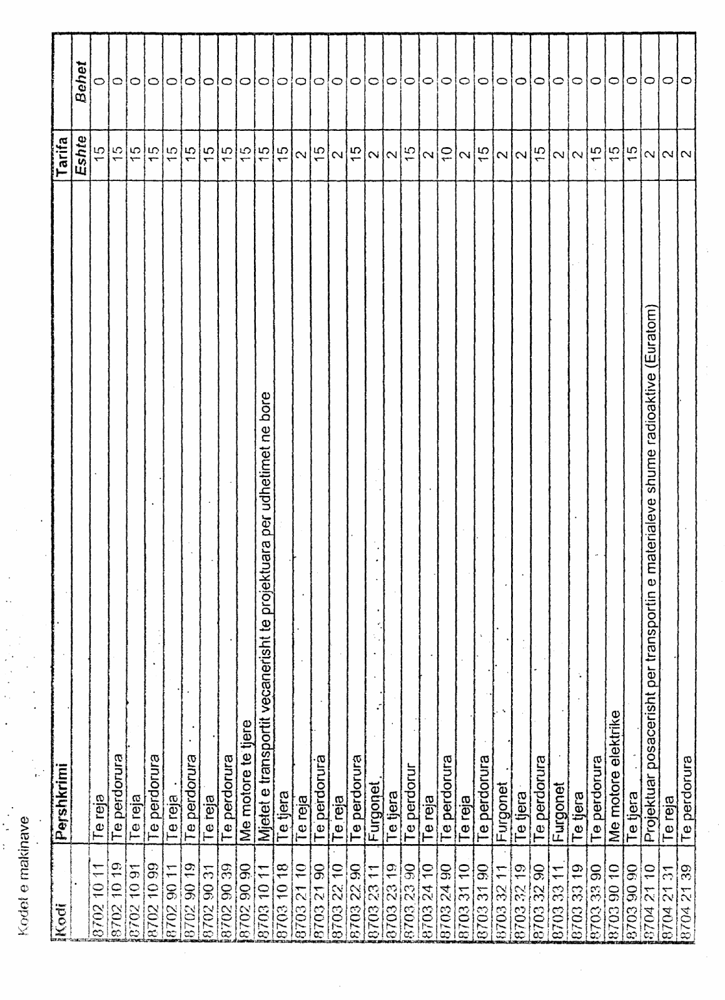 Kodet e makinave
Kodi Pershkrimi Tarifa
Eshte Behet
8702 10 11 Te reja 15 0
8702 10 19 Te perdorura 15 0
8702 10 91 Te reja 15 0
8702 10 99 Te perdorura 15 0
8702 90 11 Te reja 15 0
8702 90 19 Te perdorura 15 0
8702 90 31 Te reja 15 0
8702 90 39 Te perdorura 15 0
8702 90 90 Me motore te tjere 15 0
8703 10 11 Mjetet e transportit vecanerisht te projektuara per udhetimet ne bore 15 0
8703 10 18 Te tjera 15 0
8703 21 10 Te reja 2 0
8703 21 90 Te perdorura 15 0
8703 22 10 Te reja 2 0
8703 22 90 Te perdorura 15 0
8703 23 11 Furgonet 2 0
8703 23 19 Te tjera 2 0
8703 23 90 Te perdorur 15 0
8703 24 10 Te reja 2 0
8703 24 90 Te perdorura 10 0
8703 31 10 Te reja 2 0
8703 31 90 Te perdorura 15 0
8703 32 11 Furgonet 2 0
8703 32 19 Te tjera 2 0
8703 32 90 Te perdorura 15 0
8703 33 11 Furgonet 2 0
8703 33 19 Te tjera 2 0
8703 33 90 Te perdorura 15 0
8703 90 10 Me motore elektrike 15 0
8703 90 90 Te tjera 15 0
8704 21 10 Projektuar posacerisht per transportin e materialeve shume radioaktive (Euratom) 2 0
8704 21 31 Te reja 2 0
8704 21 39 Te perdorura 2 0